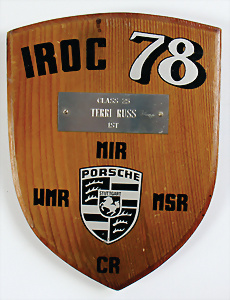 IROC 78
CLASS 25
TERRI RUSS
1ST
MIR
PORSCHE
STUTTGART
WMR MSR
CR